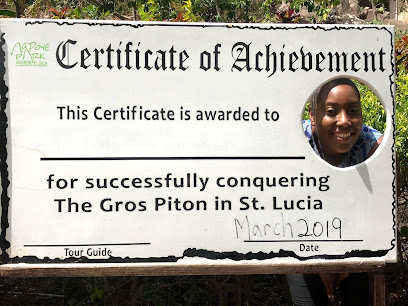 Certificate of Achievement
This Certificate is awarded to
for successfully conquering
The Gros Piton in St. Lucia
March 2019
Tour Guide
Date